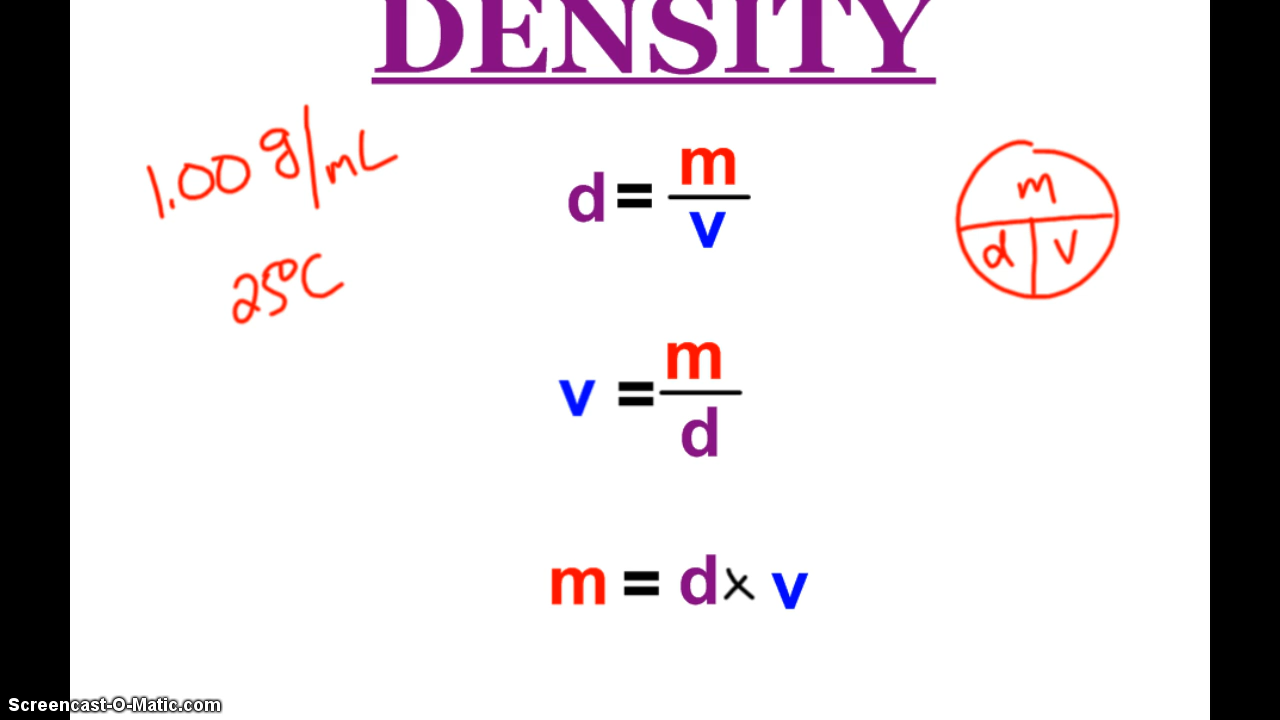 DENSITY
1.00 g/mL
25°C
d = m/v
m
d v
v = m/d
m = d x v
Screencast-O-Matic.com